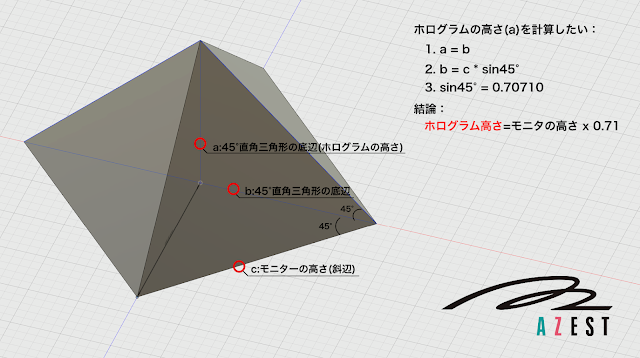 ホログラムの高さ(a)を計算したい：
1. a = b
2. b = c * sin45°
3. sin45° = 0.70710
結論：
ホログラム高さ=モニタの高さ x 0.71
a:45°直角三角形の底辺(ホログラムの高さ)
b:45°直角三角形の底辺
45°
45°
c:モニターの高さ(斜辺)
AZEST